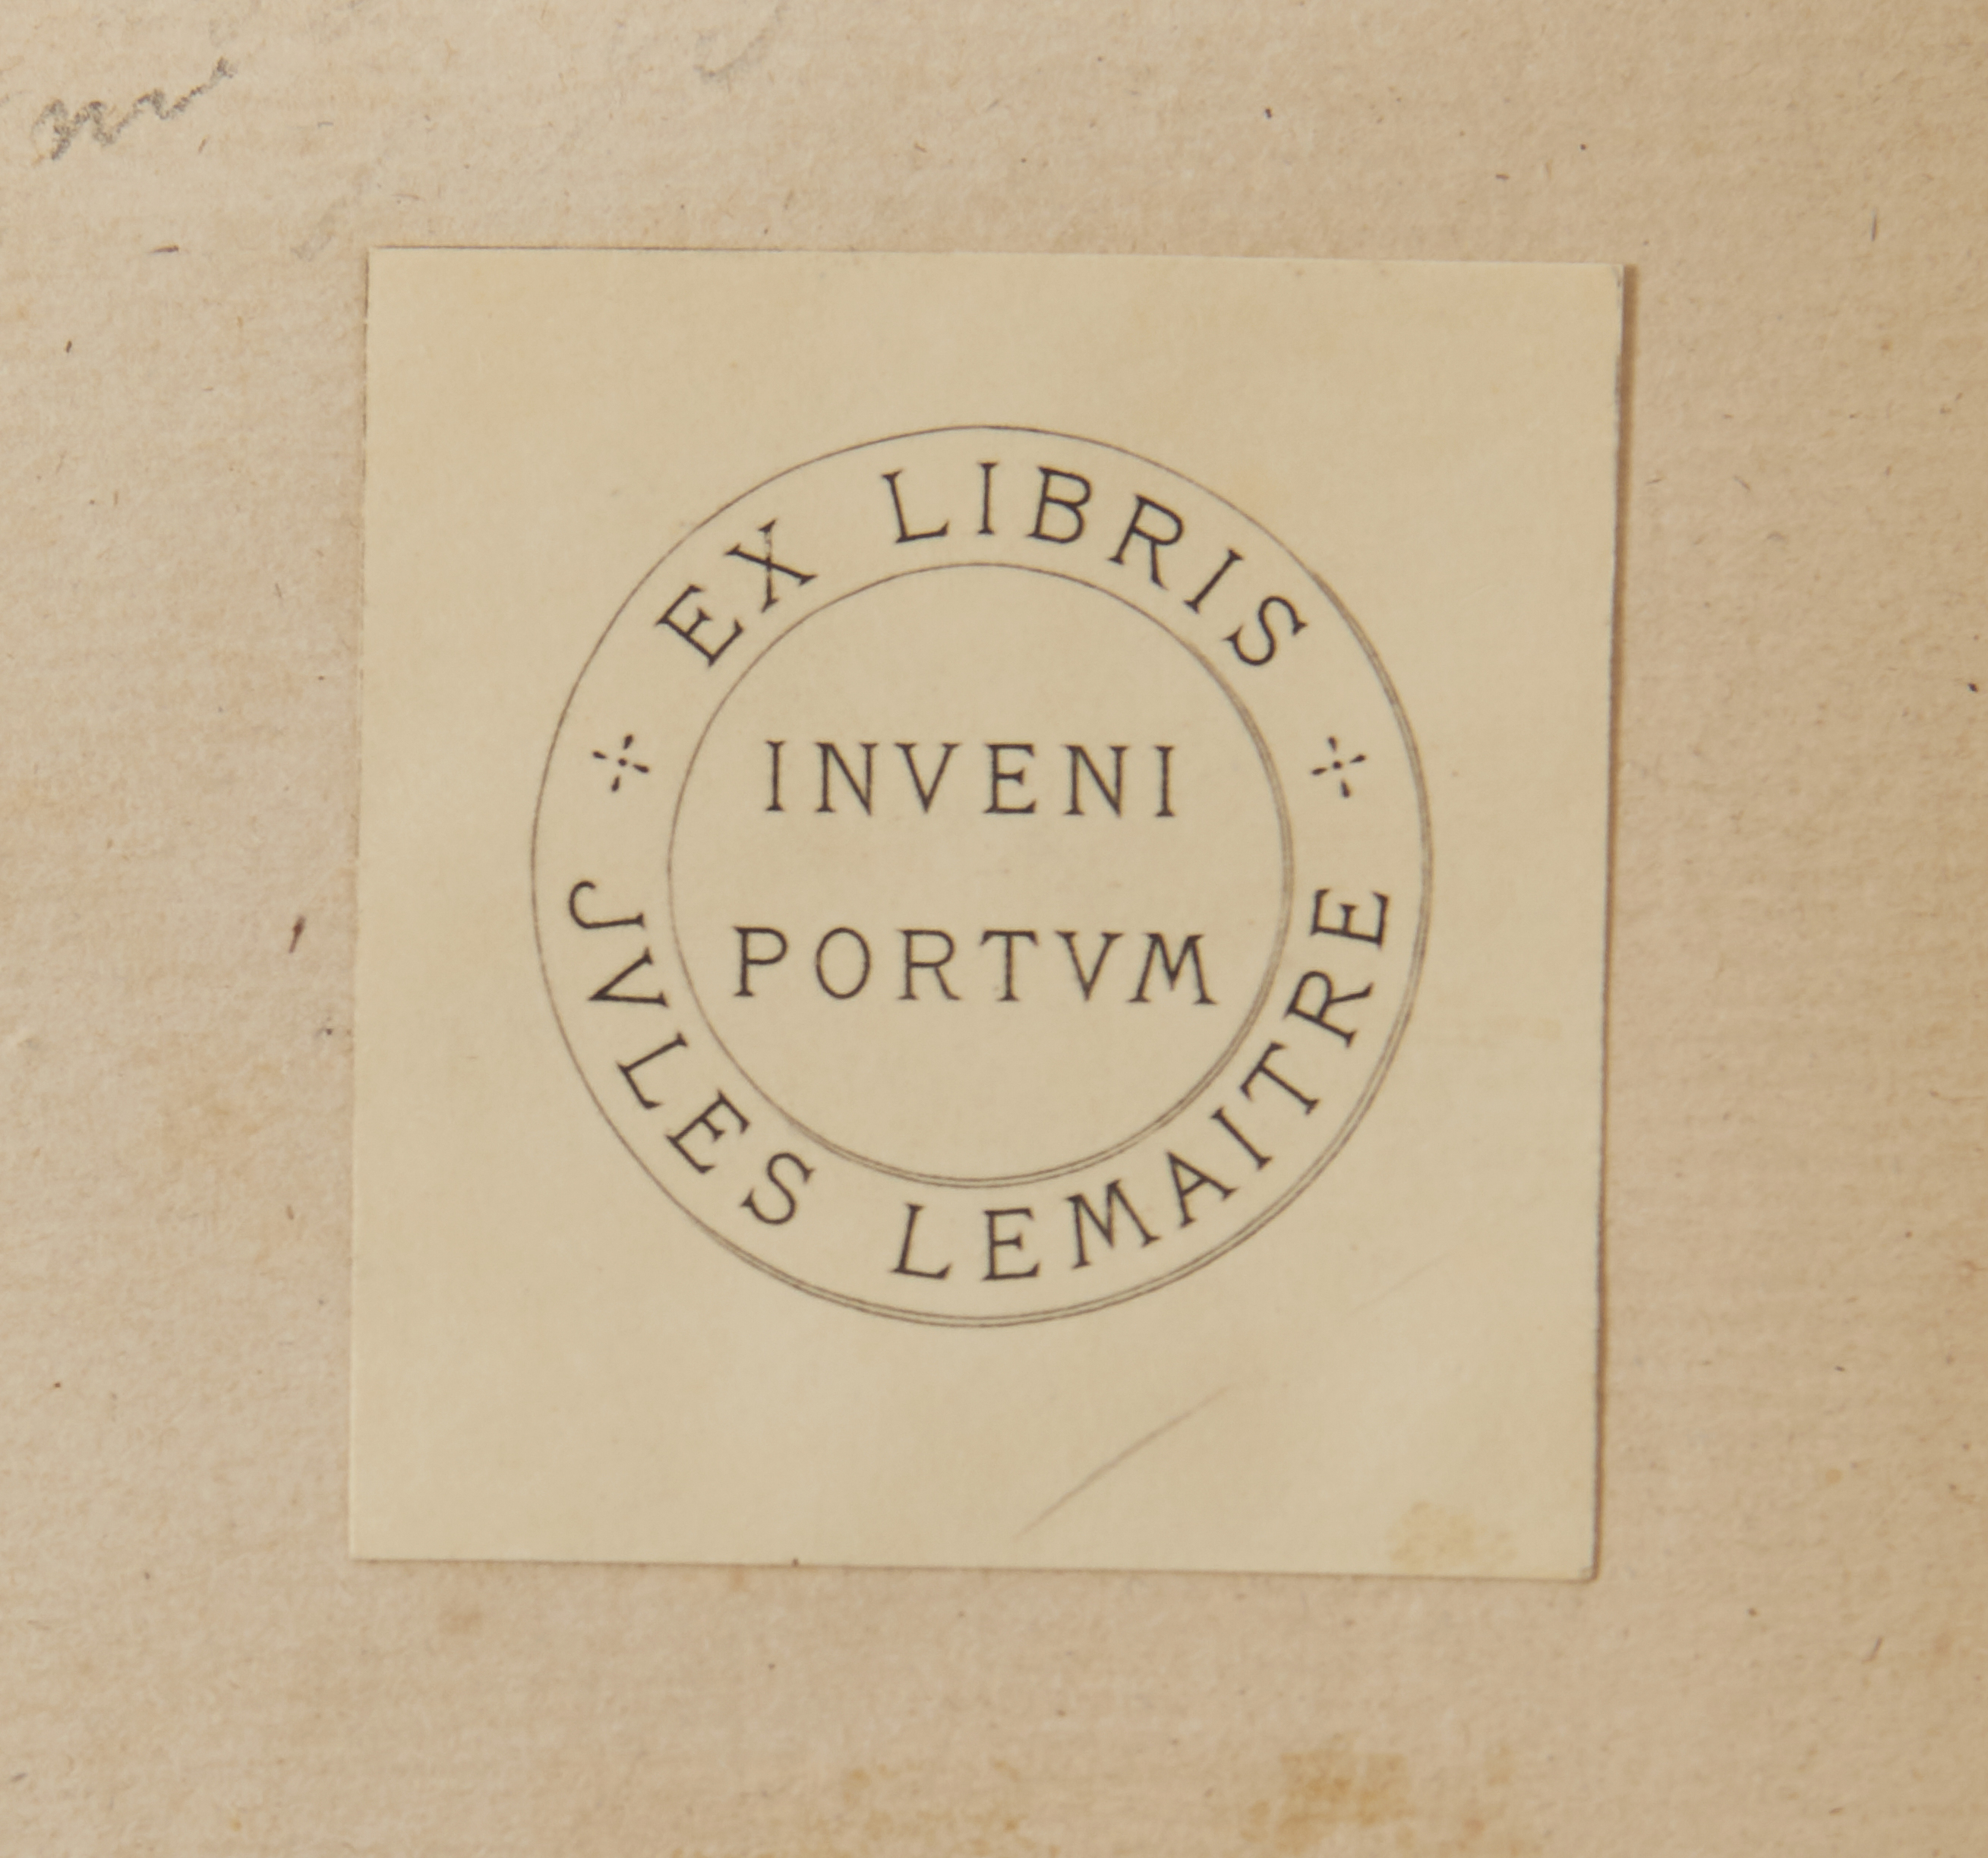 EX LIBRIS
INVENI
PORTVM
JVLES LEMAITRE